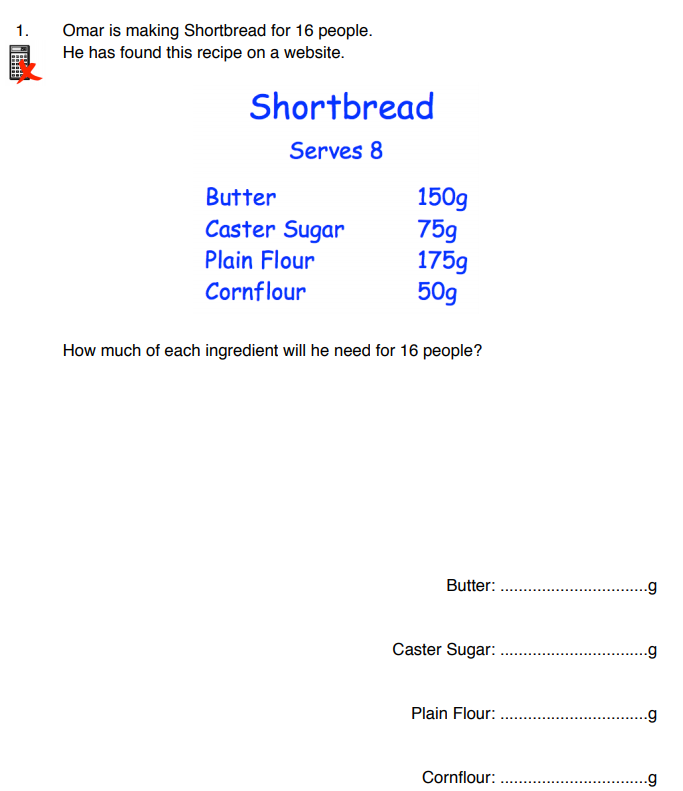 1. Omar is making Shortbread for 16 people.
He has found this recipe on a website.
Shortbread
Serves 8
Butter 150g
Caster Sugar 75g
Plain Flour 175g
Cornflour 50g
How much of each ingredient will he need for 16 people?
Butter: ................................g
Caster Sugar: ................................g
Plain Flour: ................................g
Cornflour: ................................g